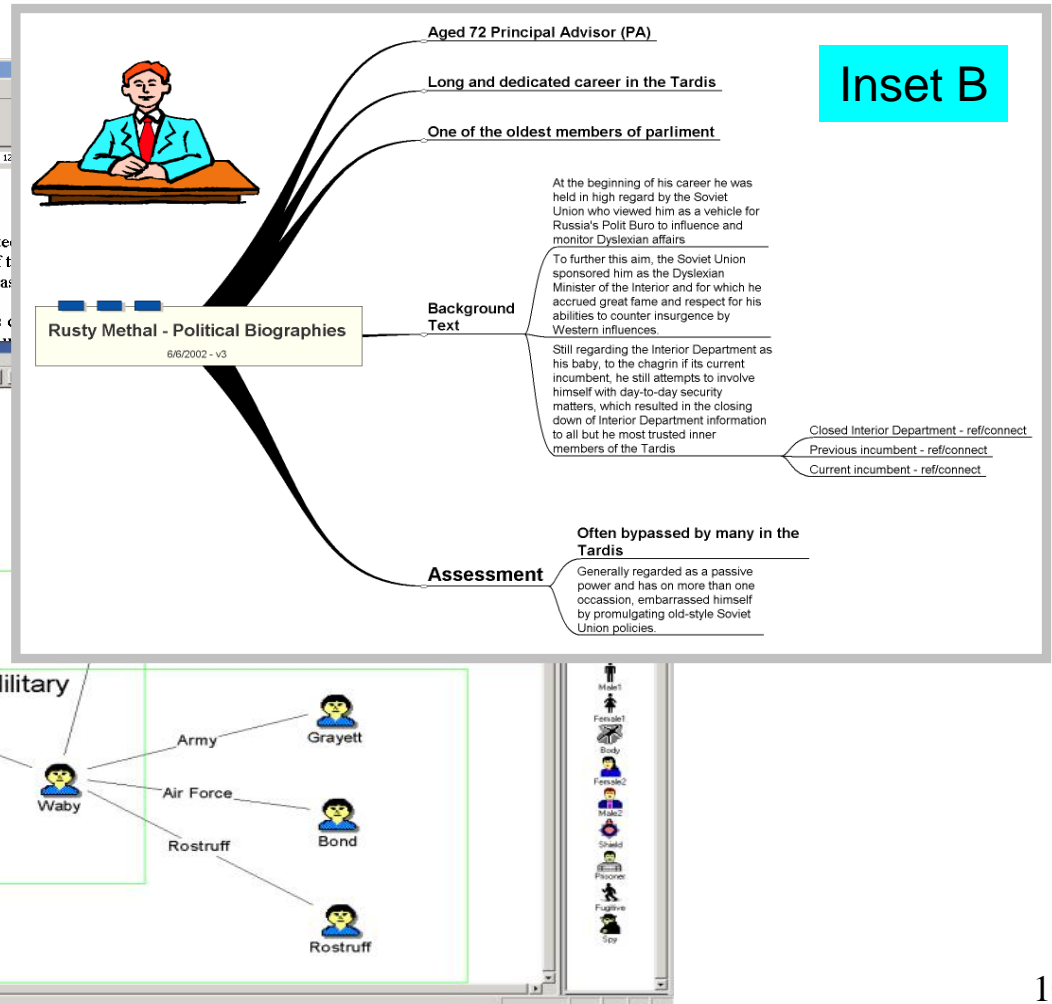 Aged 72 Principal Advisor (PA)
Inset B
Long and dedicated career in the Tardis
One of the oldest members of parliment
At the beginning of his career he was
held in high regard by the Soviet
Union who viewed him as a vehicle for
Russia's Polit Buro to influence and
monitor Dyslexian affairs
To further this aim, the Soviet Union
sponsored him as the Dyslexian
Minister of the Interior and for which he
accrued great fame and respect for his
abilities to counter insurgence by
Western influences.
Background
Text
Rusty Methal - Political Biographies
6/6/2002 - v3
Still regarding the Interior Department as
his baby, to the chagrin if its current
incumbent, he still attempts to involve
himself with day-to-day security
matters, which resulted in the closing
down of Interior Department information
to all but he most trusted inner
members of the Tardis
Closed Interior Department - ref/connect
Previous incumbent - ref/connect
Current incumbent - ref/connect
Often bypassed by many in the
Tardis
Assessment
Generally regarded as a passive
power and has on more than one
occassion, embarrassed himself
by promulgating old-style Soviet
Union policies.
ilitary
Army
Grayett
Waby
Air Force
Bond
Rostruff
Rostruff
Male1
Female1
Body
Female2
Male2
Shield
Prisoner
Fugitive
Spy
1